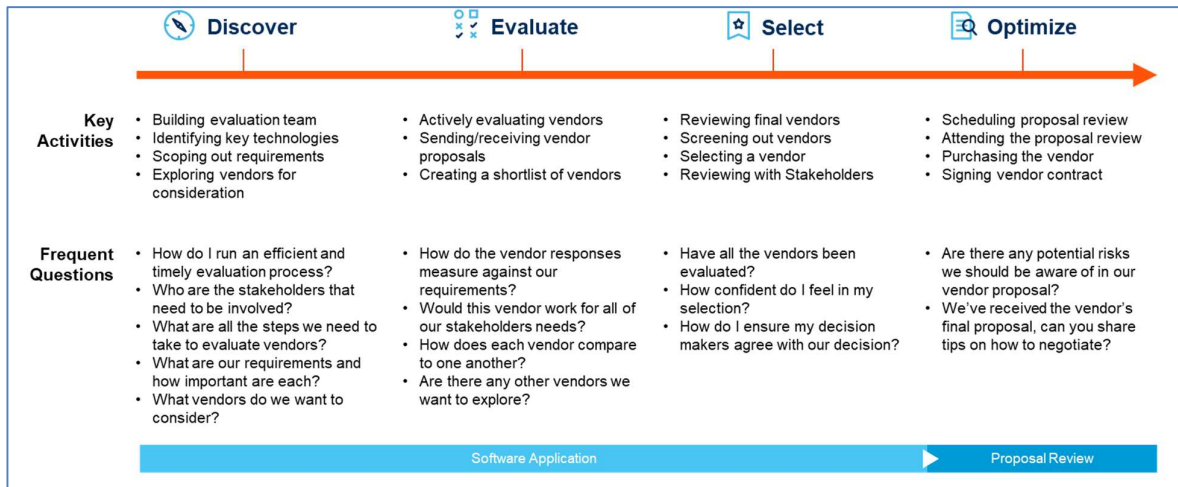 Discover
Evaluate
Select
Optimize
Key
Activities
• Building evaluation team
• Identifying key technologies
• Scoping out requirements
• Exploring vendors for
consideration
• Actively evaluating vendors
• Sending/receiving vendor
proposals
• Creating a shortlist of vendors
• Reviewing final vendors
• Screening out vendors
• Selecting a vendor
• Reviewing with Stakeholders
• Scheduling proposal review
• Attending the proposal review
• Purchasing the vendor
• Signing vendor contract
Frequent
Questions
• How do I run an efficient and
timely evaluation process?
• Who are the stakeholders that
need to be involved?
• What are all the steps we need to
take to evaluate vendors?
• What are our requirements and
how important are each?
• What vendors do we want to
consider?
• How do the vendor responses
measure against our
requirements?
• Would this vendor work for all of
our stakeholders needs?
• How does each vendor compare
to one another?
• Are there any other vendors we
want to explore?
• Have all the vendors been
evaluated?
• How confident do I feel in my
selection?
• How do I ensure my decision
makers agree with our decision?
• Are there any potential risks
we should be aware of in our
vendor proposal?
• We’ve received the vendor’s
final proposal, can you share
tips on how to negotiate?
Software Application
Proposal Review